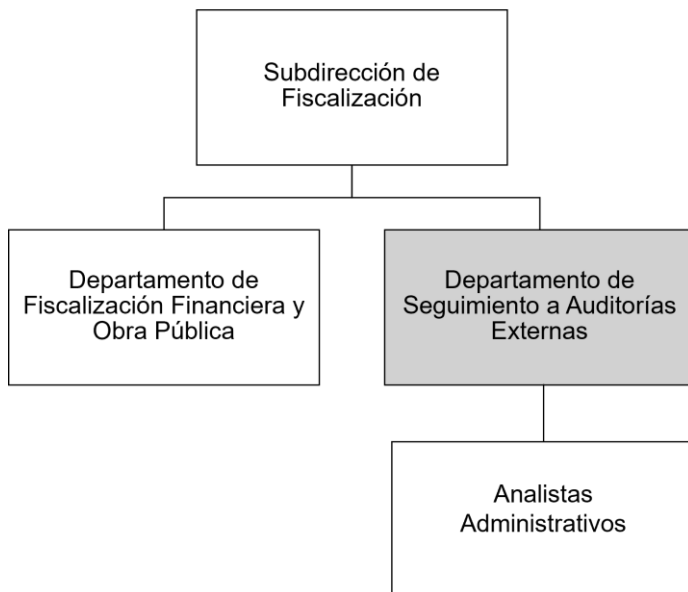 Subdirección de
Fiscalización
Departamento de
Fiscalización Financiera y
Obra Pública
Departamento de
Seguimiento a Auditorías
Externas
Analistas
Administrativos